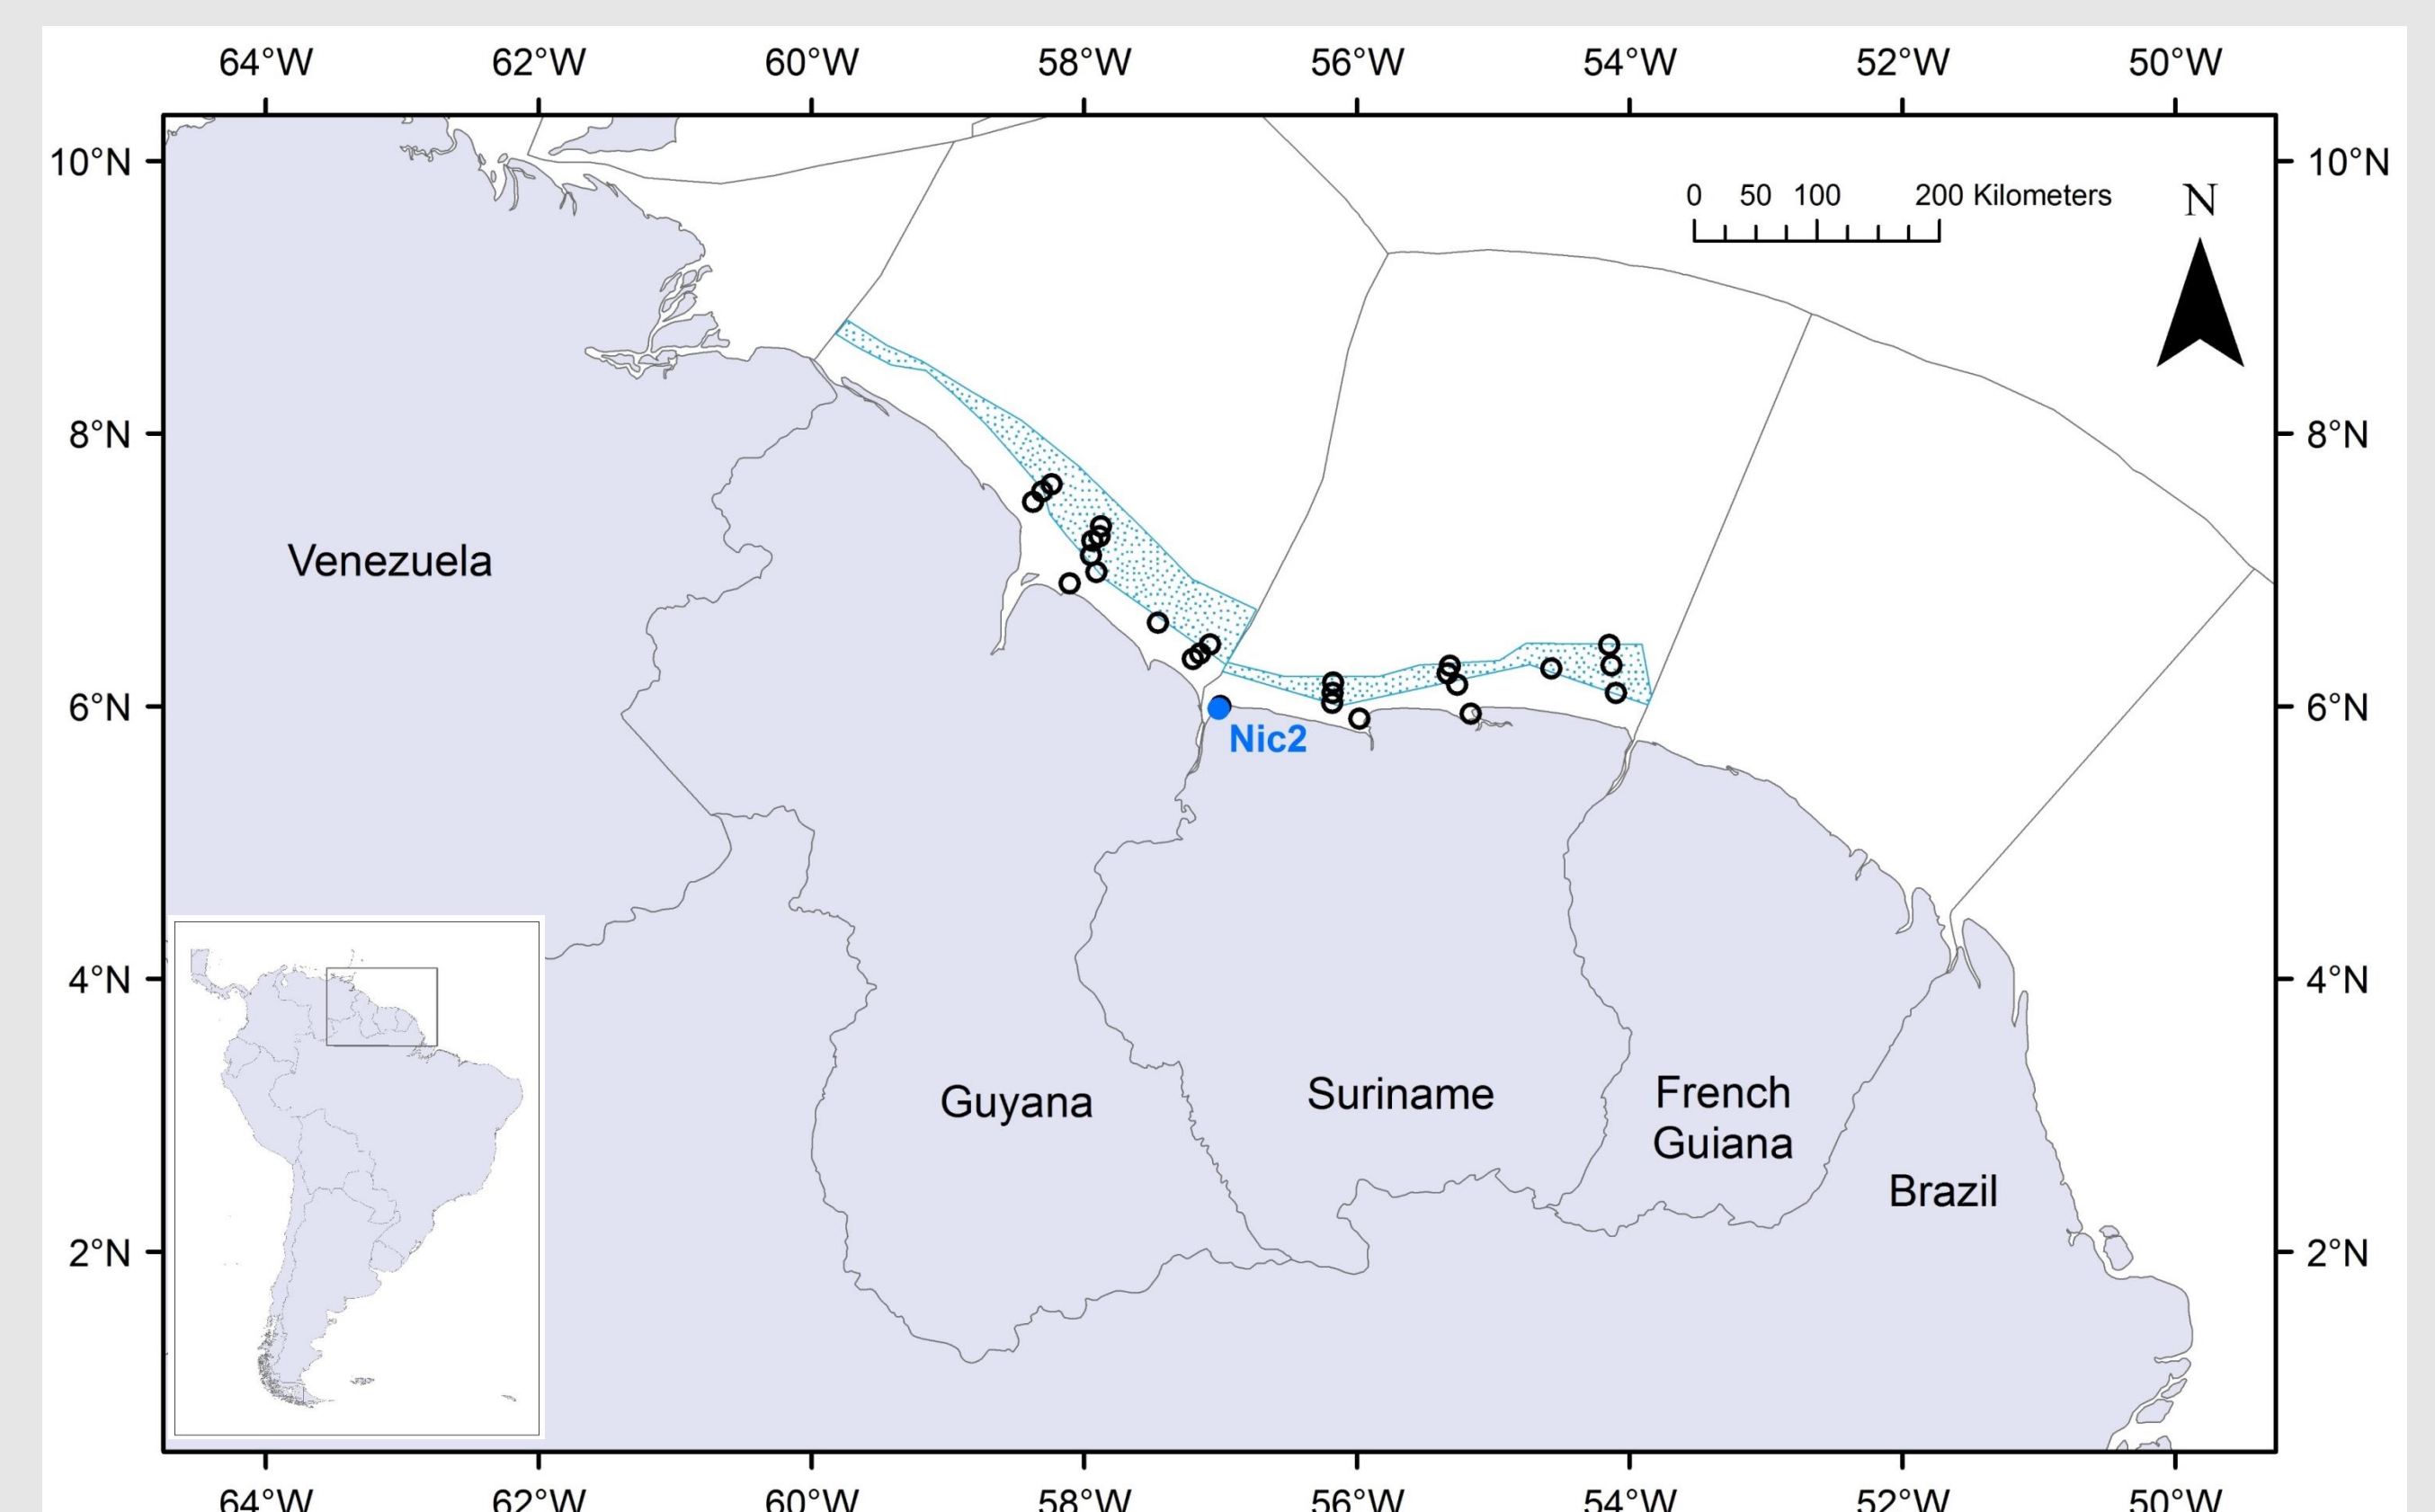 64°W 62°W 60°W 58°W 56°W 54°W 52°W 50°W
10°N 10°N
0 50 100 200 Kilometers N
8°N 8°N
Venezuela
6°N 6°N
Nic2
4°N 4°N
Guyana Suriname French
Guiana
Brazil
2°N 2°N
64°W 62°W 60°W 58°W 56°W 54°W 52°W 50°W